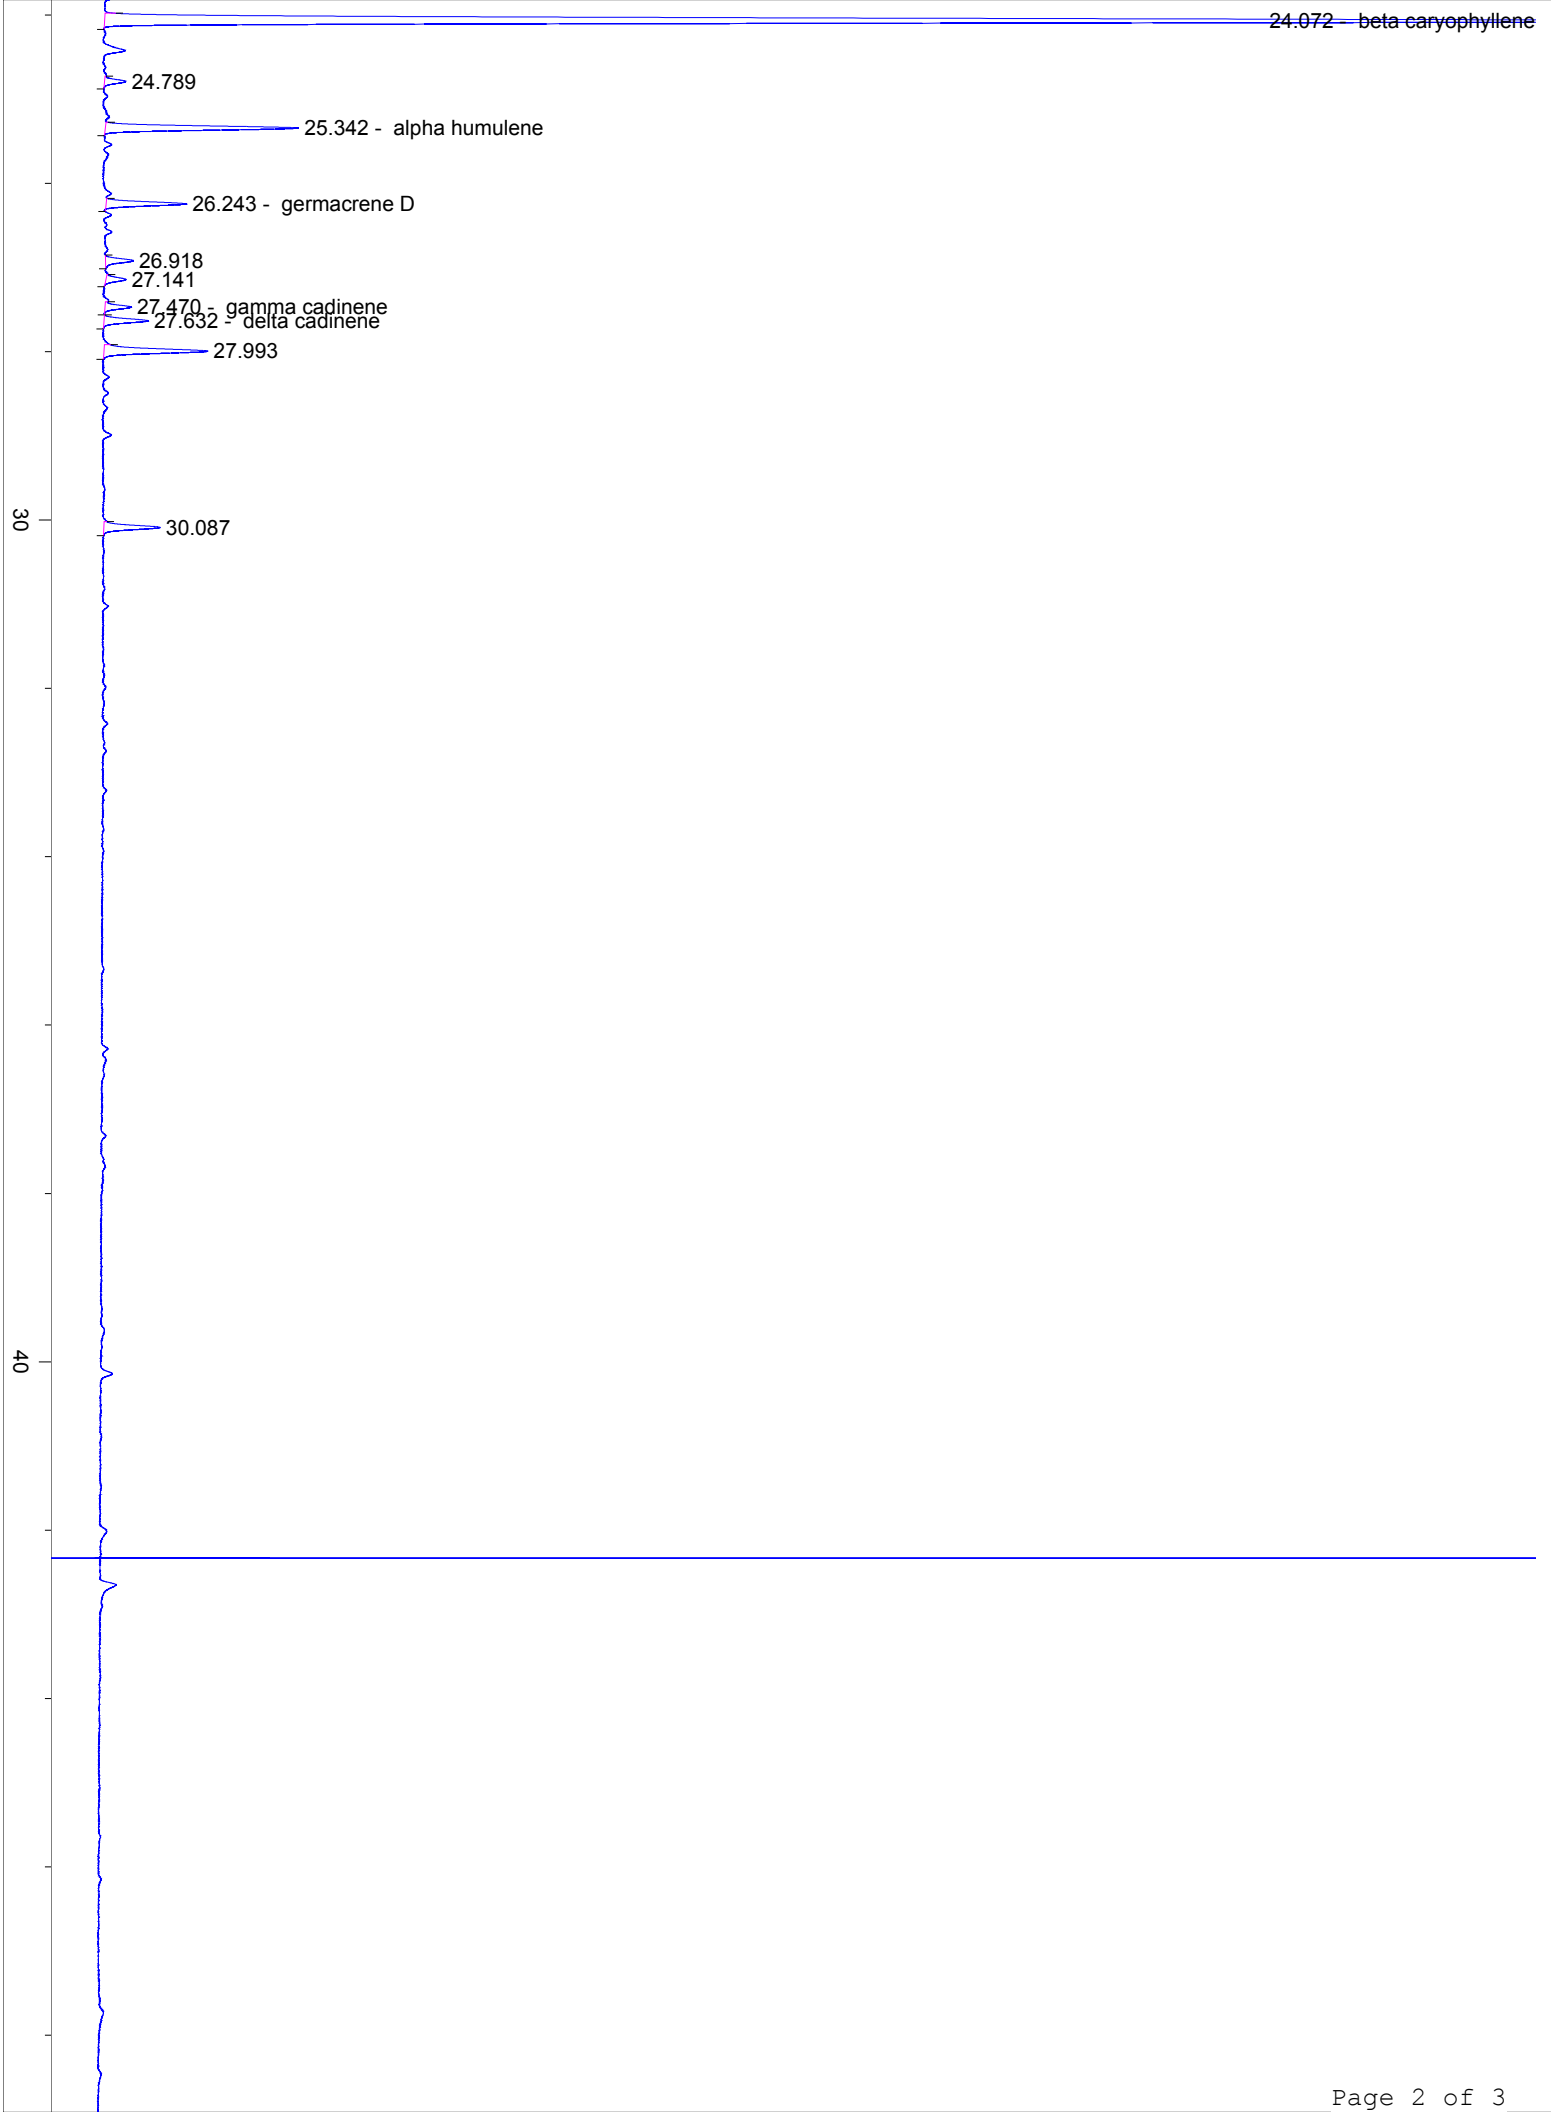 24.072 - beta caryophyllene
24.789
25.342 - alpha humulene
26.243 - germacrene D
26.918
27.141
27.470 - gamma cadinene
27.632 - delta cadinene
27.993
30
30.087
40
Page 2 of 3